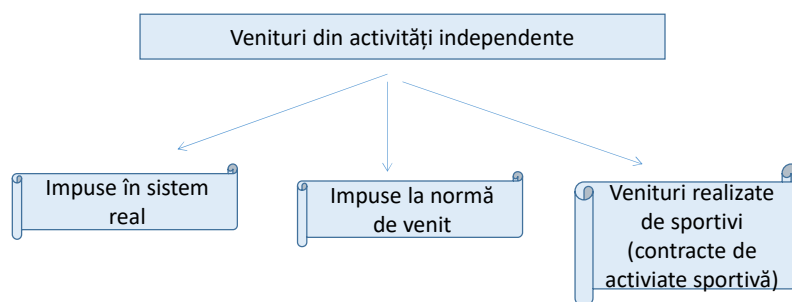 Venituri din activități independente
Impuse în sistem
real
Impuse la normă
de venit
Venituri realizate
de sportivi
(contracte de
activiate sportivă)